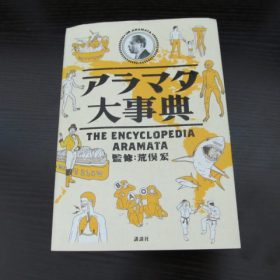 アラマタ
大事典
THE ENCYCLOPEDIA
ARAMATA
監修:荒俣 宏
講談社